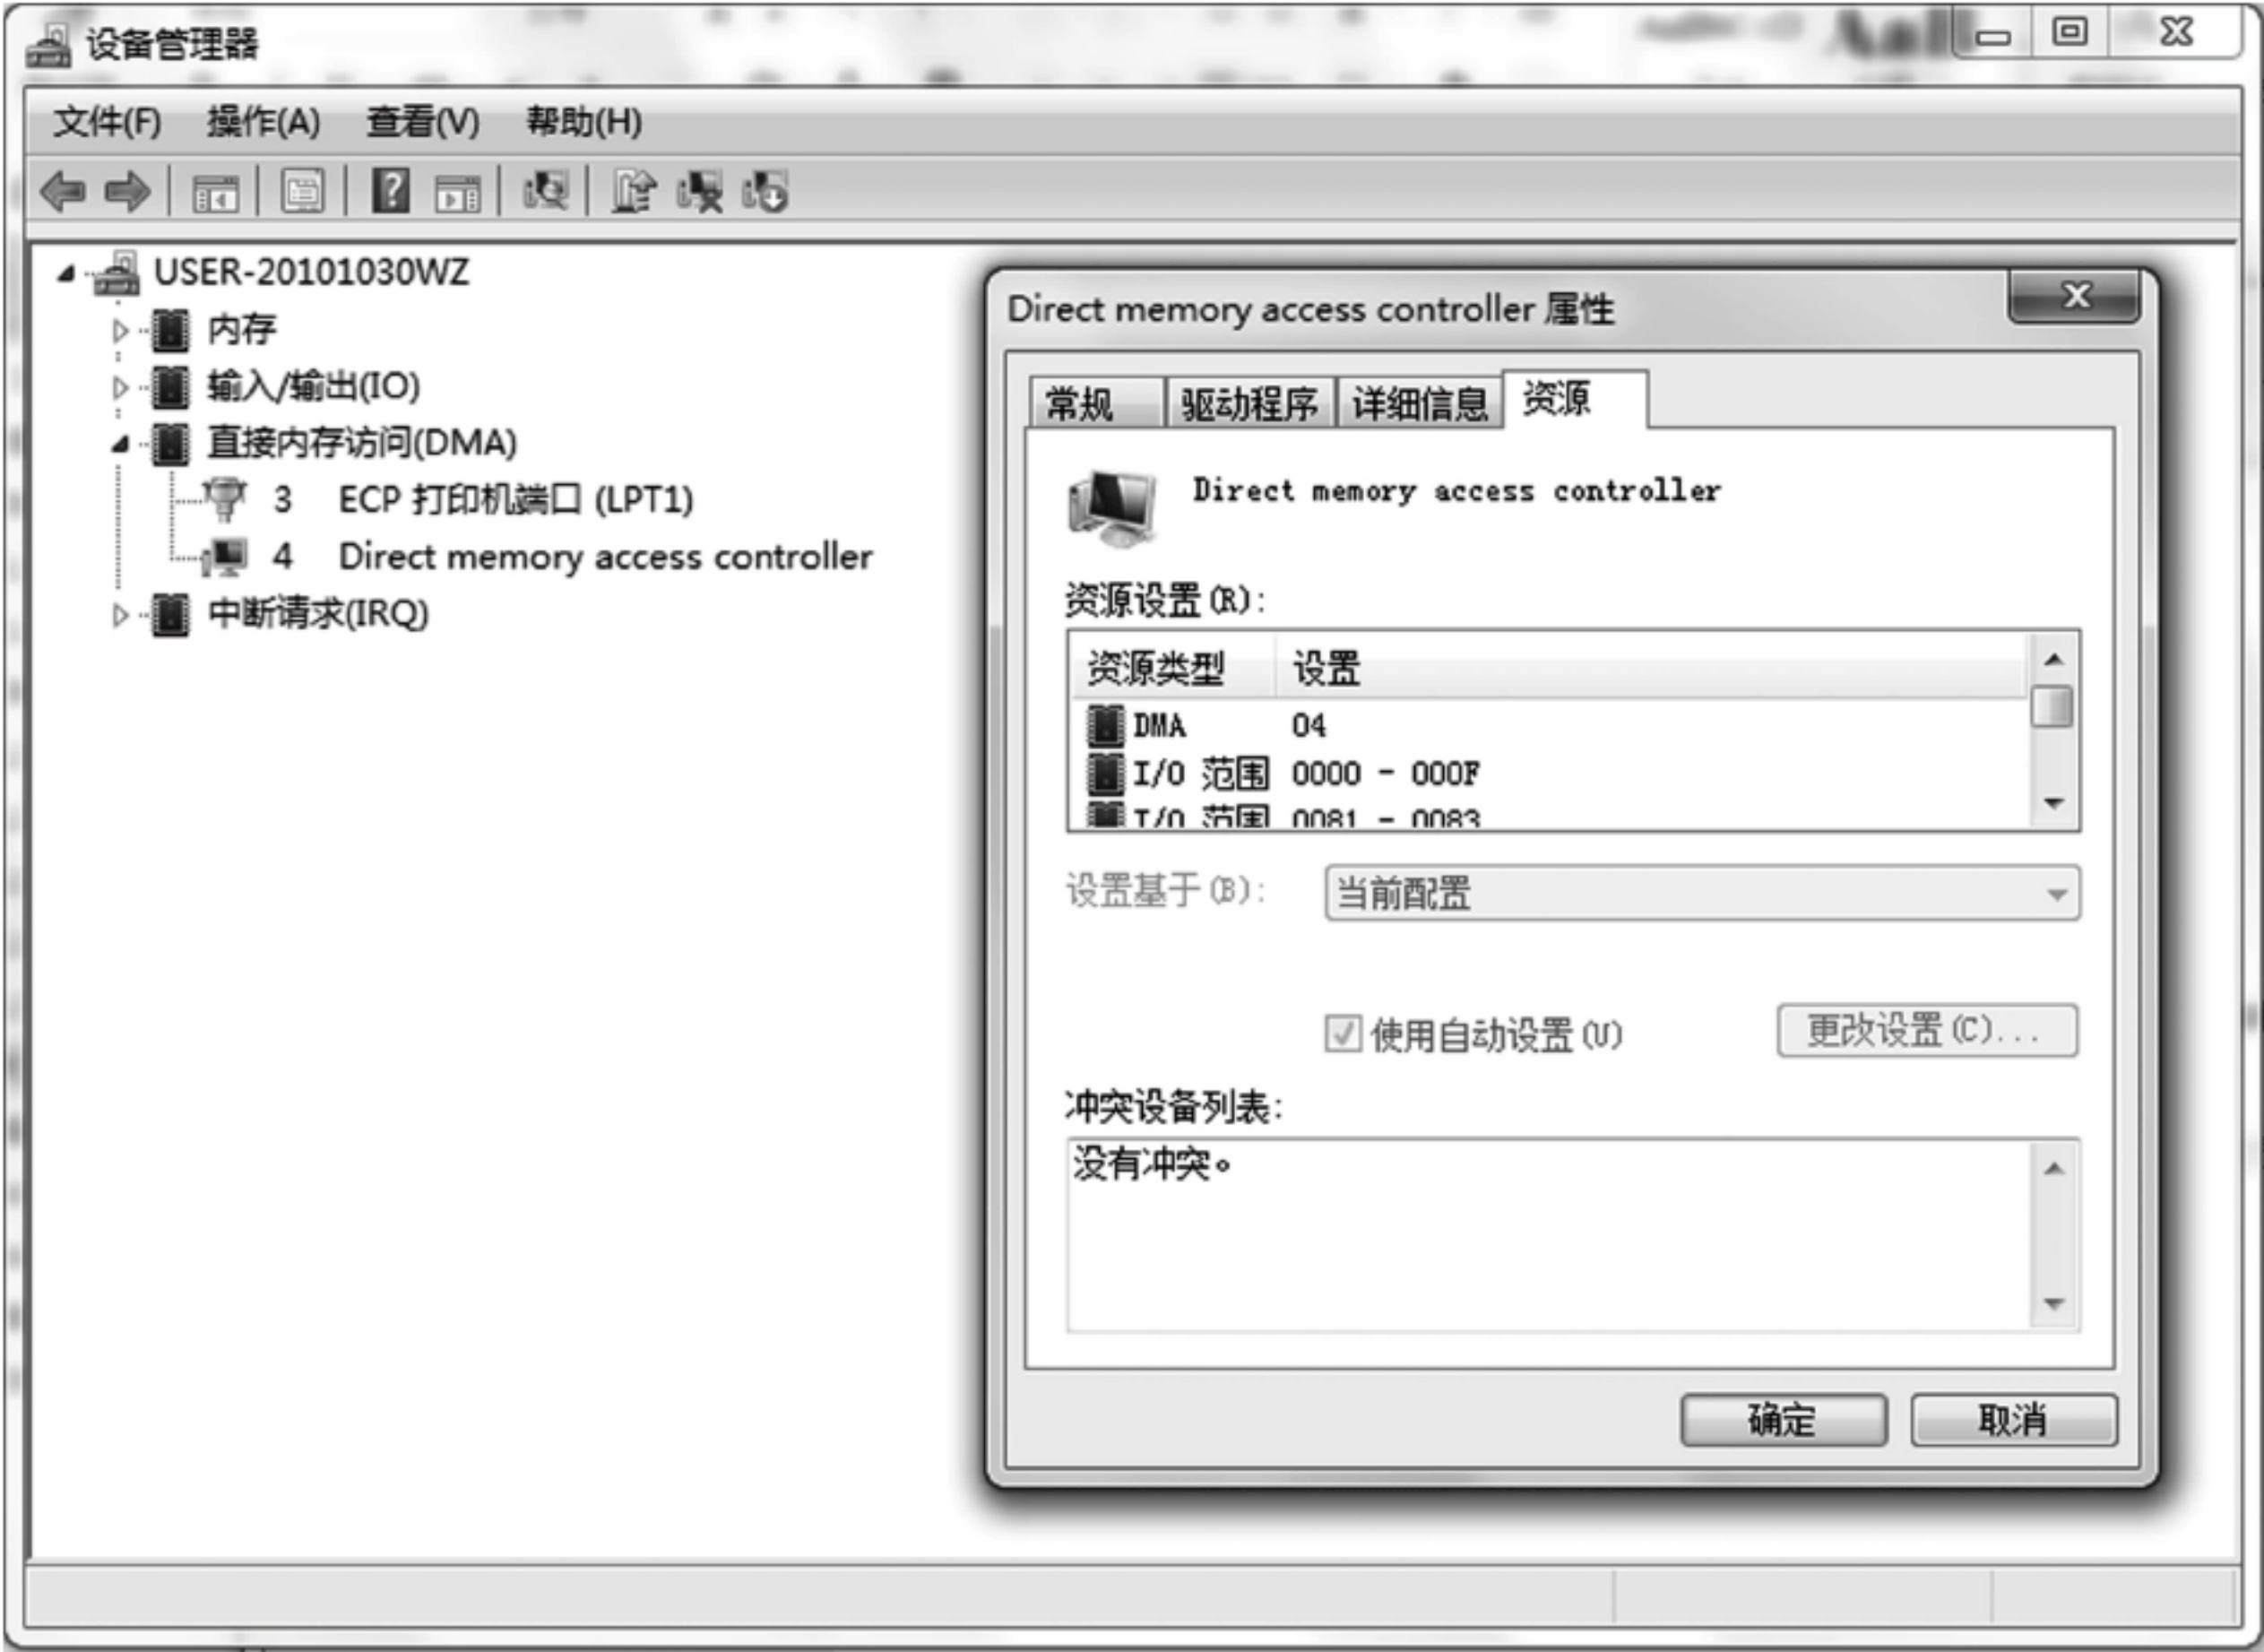 设备管理器
文件(F) 操作(A) 查看(V) 帮助(H)
USER-20101030WZ
内存
输入/输出(IO)
直接内存访问(DMA)
3 ECP 打印机端口 (LPT1)
4 Direct memory access controller
中断请求(IRQ)
Direct memory access controller 属性
常规 驱动程序 详细信息 资源
Direct memory access controller
资源设置(R):
资源类型 设置
DMA 04
I/O 范围 0000 - 000F
I/O 范围 0081 - 0083
设置基于(B): 当前配置
使用自动设置(U) 更改设置(C)...
冲突设备列表:
没有冲突。
确定 取消